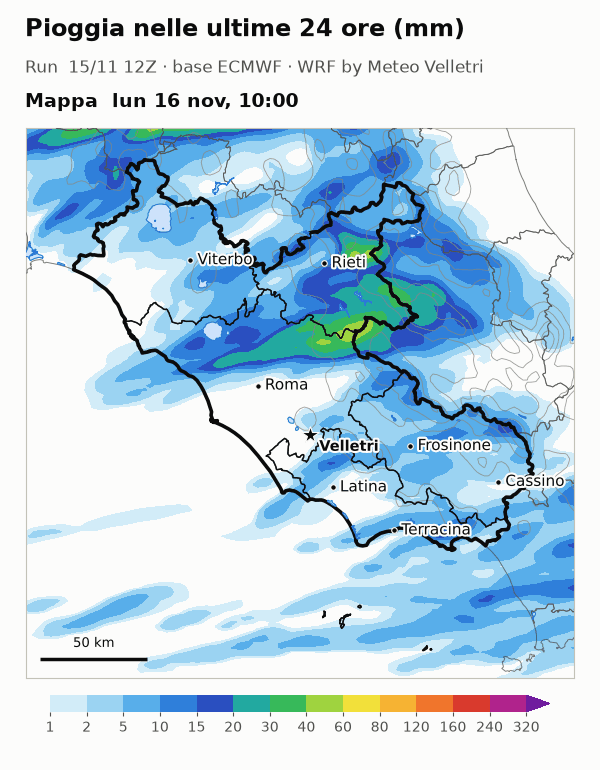 Pioggia nelle ultime 24 ore (mm)
Run  15/11 12Z · base ECMWF · WRF by Meteo Velletri
Mappa  lun 16 nov, 10:00
Viterbo
Rieti
Roma
Velletri
Frosinone
Cassino
Latina
Terracina
50 km
1 2 5 10 15 20 30 40 60 80 120 160 240 320